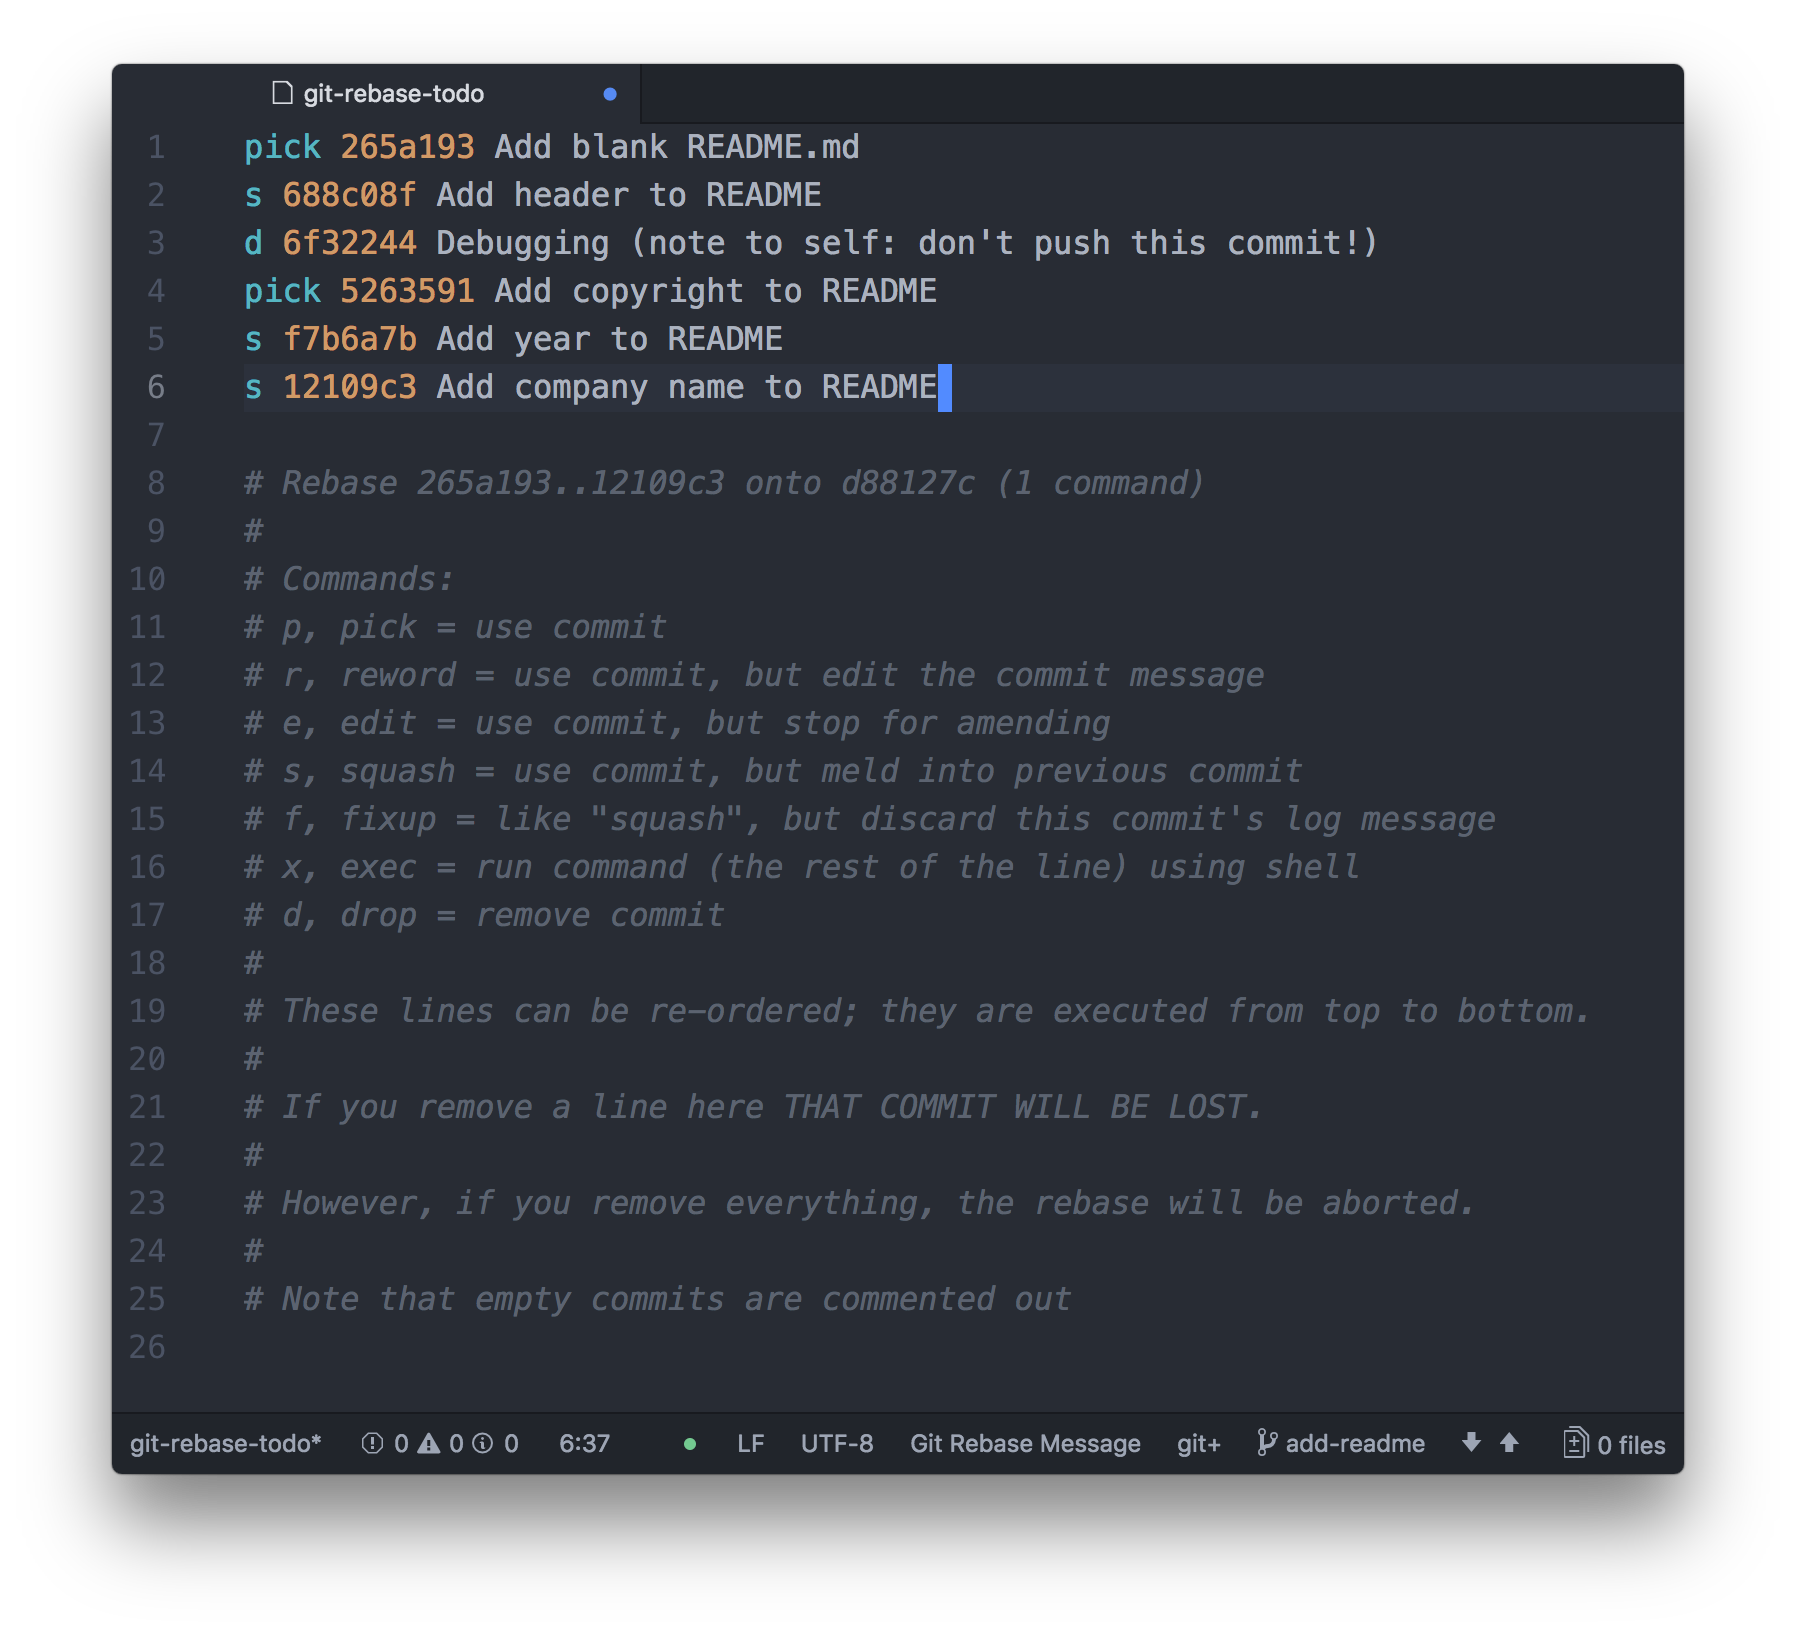 git-rebase-todo
1 pick 265a193 Add blank README.md
2 s 688c08f Add header to README
3 d 6f32244 Debugging (note to self: don't push this commit!)
4 pick 5263591 Add copyright to README
5 s f7b6a7b Add year to README
6 s 12109c3 Add company name to README
7
8 # Rebase 265a193..12109c3 onto d88127c (1 command)
9 #
10 # Commands:
11 # p, pick = use commit
12 # r, reword = use commit, but edit the commit message
13 # e, edit = use commit, but stop for amending
14 # s, squash = use commit, but meld into previous commit
15 # f, fixup = like "squash", but discard this commit's log message
16 # x, exec = run command (the rest of the line) using shell
17 # d, drop = remove commit
18 #
19 # These lines can be re-ordered; they are executed from top to bottom.
20 #
21 # If you remove a line here THAT COMMIT WILL BE LOST.
22 #
23 # However, if you remove everything, the rebase will be aborted.
24 #
25 # Note that empty commits are commented out
26
git-rebase-todo* 0 0 0 6:37 LF UTF-8 Git Rebase Message git+ add-readme 0 files